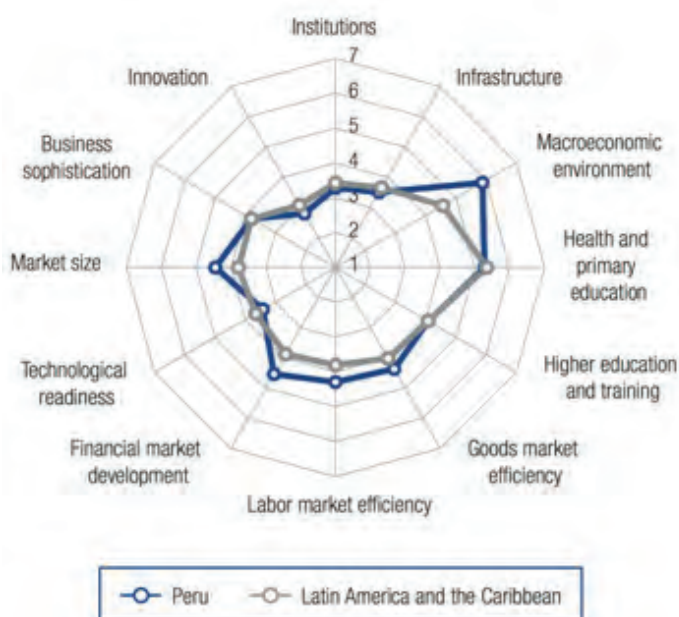 Institutions
7
6
5
4
3
2
1
Infrastructure
Macroeconomic
environment
Health and
primary
education
Higher education
and training
Goods market
efficiency
Labor market efficiency
Financial market
development
Technological
readiness
Market size
Business
sophistication
Innovation
Peru
Latin America and the Caribbean